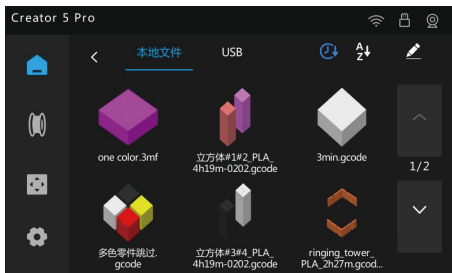 Creator 5 Pro
本地文件
USB
A
Z
one color.3mf
立方体#1#2_PLA_
4h19m-0202.gcode
3min.gcode
1/2
多色零件跳过.
gcode
立方体#3#4_PLA_
4h19m-0202.gcode
ringing_tower_
PLA_2h27m.gcod...